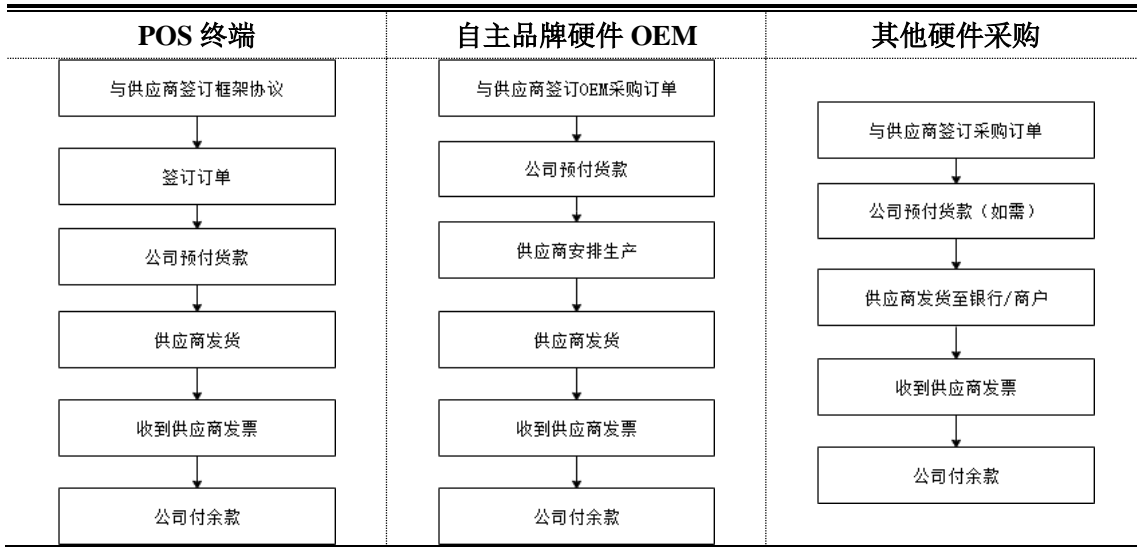 POS 终端
自主品牌硬件 OEM
其他硬件采购
与供应商签订框架协议
签订订单
公司预付货款
供应商发货
收到供应商发票
公司付余款
与供应商签订OEM采购订单
公司预付货款
供应商安排生产
供应商发货
收到供应商发票
公司付余款
与供应商签订采购订单
公司预付货款（如需）
供应商发货至银行/商户
收到供应商发票
公司付余款